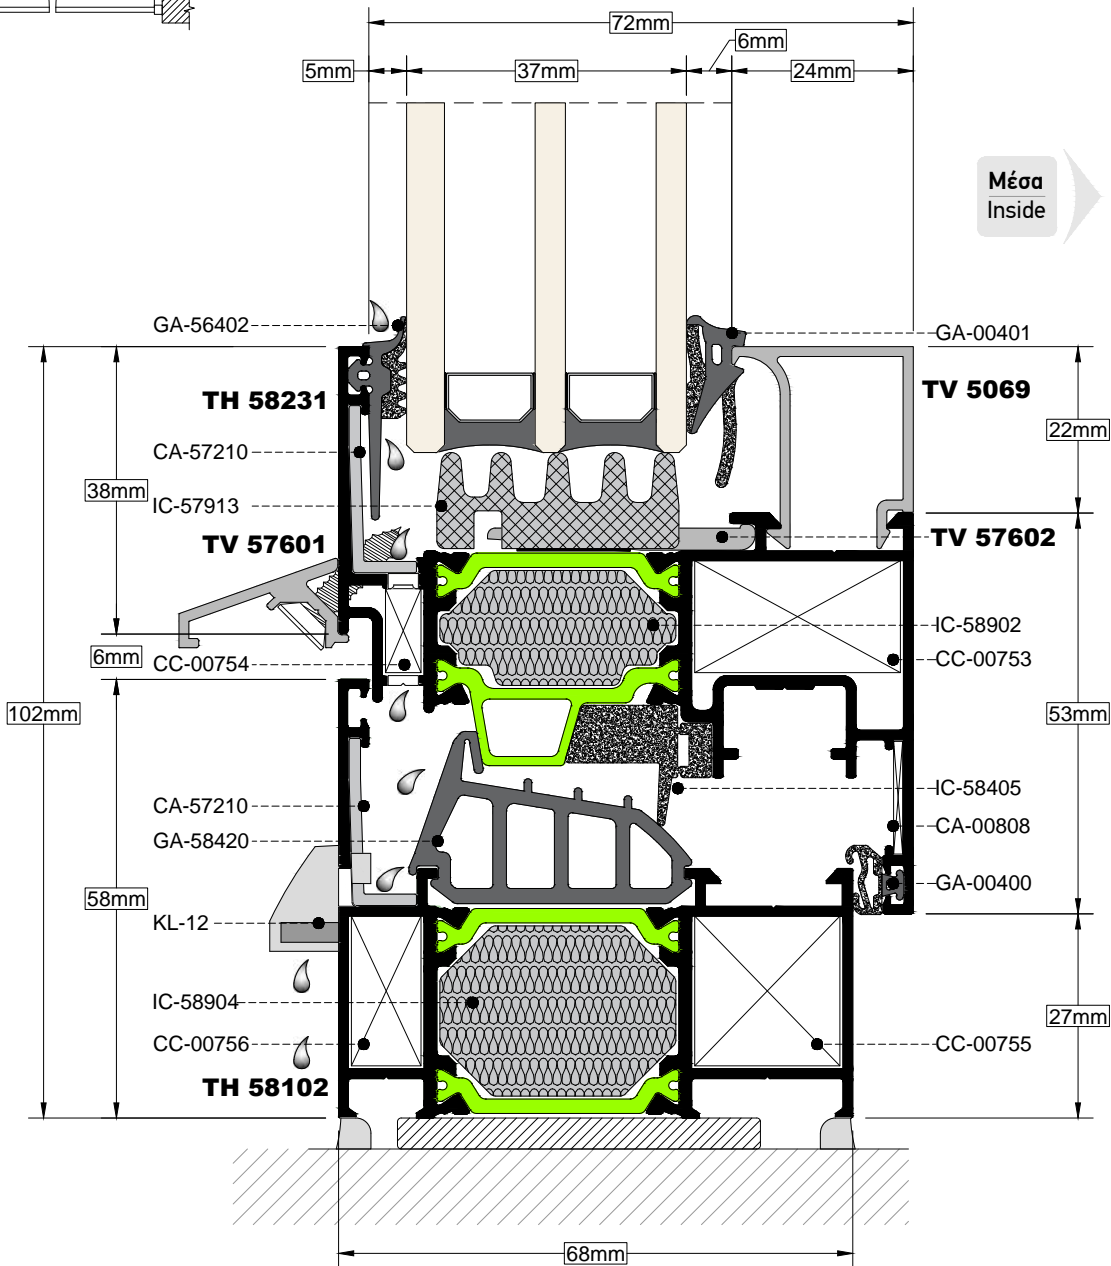 72mm
6mm
5mm
37mm
24mm
Μέσα
Inside
GA-56402
GA-00401
TH 58231
TV 5069
CA-57210
22mm
38mm
IC-57913
TV 57601
TV 57602
IC-58902
6mm
CC-00754
CC-00753
102mm
53mm
IC-58405
CA-57210
CA-00808
GA-58420
GA-00400
58mm
KL-12
IC-58904
27mm
CC-00756
CC-00755
TH 58102
68mm